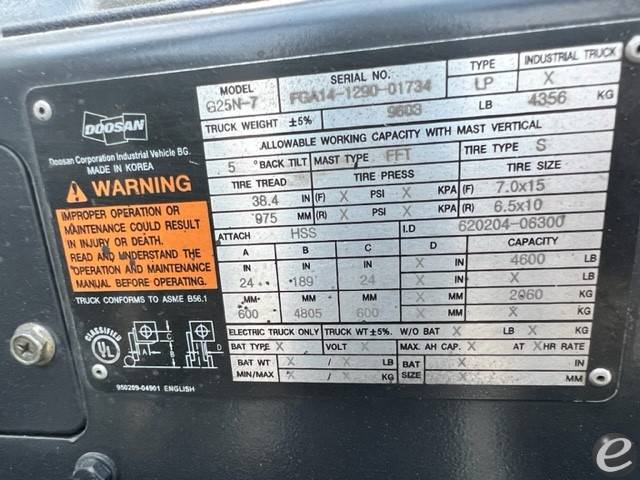 MODEL G25N-7 SERIAL NO. FGA14-1290-01734 TYPE LP INDUSTRIAL TRUCK X
TRUCK WEIGHT ±5% 9603 LB 4356 KG
ALLOWABLE WORKING CAPACITY WITH MAST VERTICAL
5 ° BACK TILT MAST TYPE FFT TIRE TYPE S
TIRE TREAD TIRE PRESS TIRE SIZE
38.4 IN (F) X PSI X KPA (F) 7.0x15
975 MM (R) X PSI X KPA (R) 6.5x10
ATTACH HSS I.D 620204-06300
A B C D CAPACITY
IN IN IN X IN 4600 LB
24 189 24 X IN X LB
MM MM MM X MM 2060 KG
600 4805 600 X MM X KG
ELECTRIC TRUCK ONLY TRUCK WT ±5%. W/O BAT X LB X KG
BAT TYPE X VOLT X MAX. AH CAP. X AT X HR RATE
BAT WT X / X LB BAT X IN
MIN/MAX X / X KG SIZE X MM
DOOSAN
Doosan Corporation Industrial Vehicle BG.
MADE IN KOREA
WARNING
IMPROPER OPERATION OR
MAINTENANCE COULD RESULT
IN INJURY OR DEATH.
READ AND UNDERSTAND THE
OPERATION AND MAINTENANCE
MANUAL BEFORE OPERATING.
TRUCK CONFORMS TO ASME B56.1
CLASSIFIED
UL
A B C D
950209-04901 ENGLISH
e